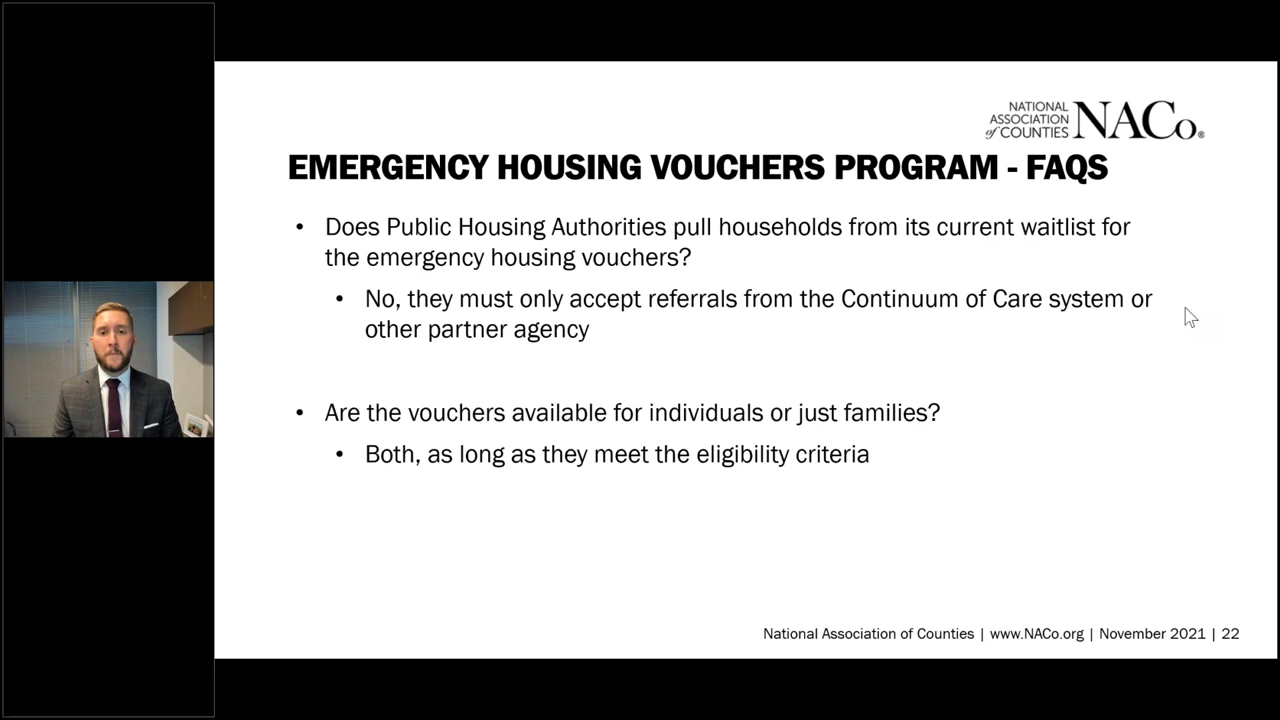 NATIONAL
ASSOCIATION
of COUNTIES
NACo®
EMERGENCY HOUSING VOUCHERS PROGRAM - FAQS
• Does Public Housing Authorities pull households from its current waitlist for
the emergency housing vouchers?
• No, they must only accept referrals from the Continuum of Care system or
other partner agency
• Are the vouchers available for individuals or just families?
• Both, as long as they meet the eligibility criteria
National Association of Counties | www.NACo.org | November 2021 | 22